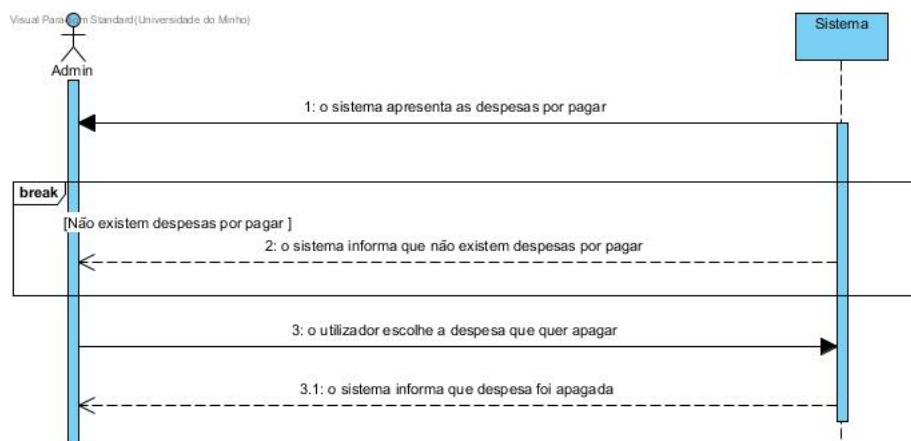 Visual Paradigm Standard(Universidade do Minho)
Sistema
Admin
1: o sistema apresenta as despesas por pagar
break
[Não existem despesas por pagar ]
2: o sistema informa que não existem despesas por pagar
3: o utilizador escolhe a despesa que quer apagar
3.1: o sistema informa que despesa foi apagada